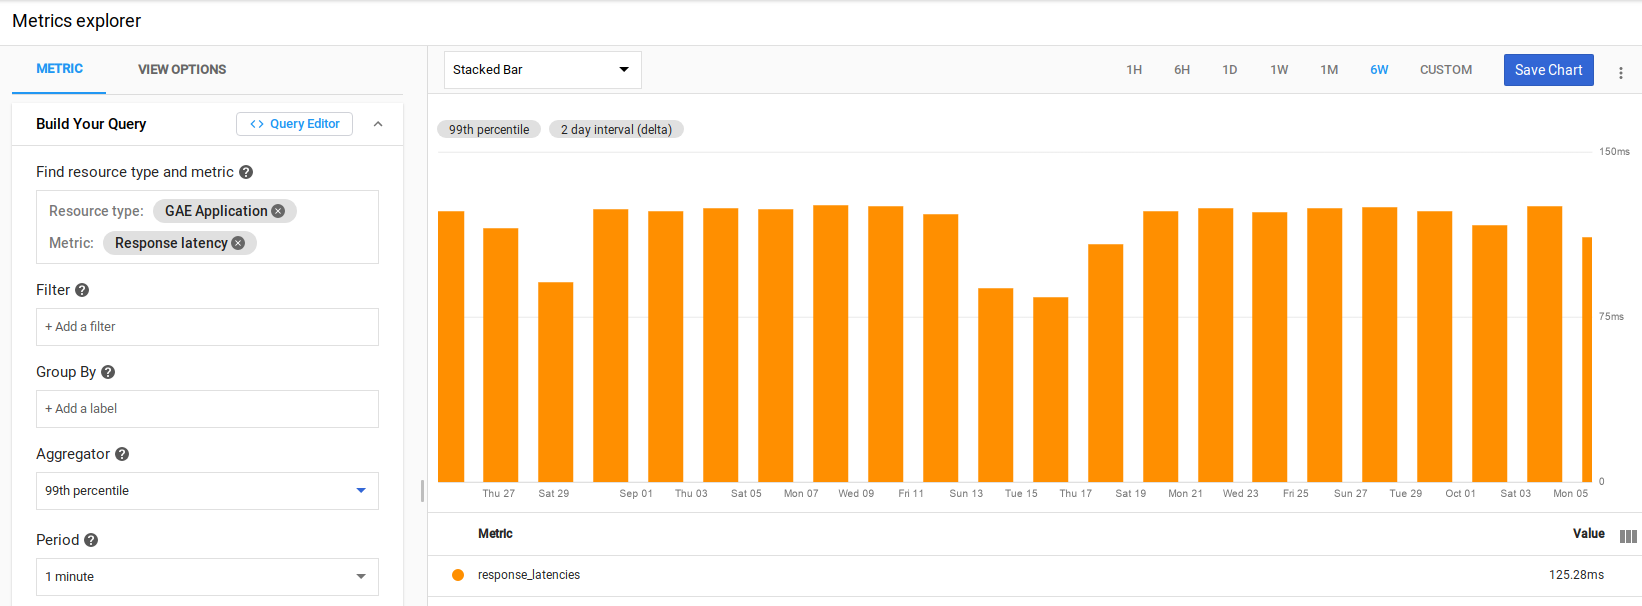 Metrics explorer
METRIC VIEW OPTIONS
Build Your Query
<> Query Editor
Find resource type and metric ?
Resource type: GAE Application
Metric: Response latency
Filter ?
+ Add a filter
Group By ?
+ Add a label
Aggregator ?
99th percentile
Period ?
1 minute
Stacked Bar
1H 6H 1D 1W 1M 6W CUSTOM
Save Chart
99th percentile 2 day interval (delta)
150ms
75ms
0
Thu 27 Sat 29 Sep 01 Thu 03 Sat 05 Mon 07 Wed 09 Fri 11 Sun 13 Tue 15 Thu 17 Sat 19 Mon 21 Wed 23 Fri 25 Sun 27 Tue 29 Oct 01 Sat 03 Mon 05
Metric Value
response_latencies 125.28ms